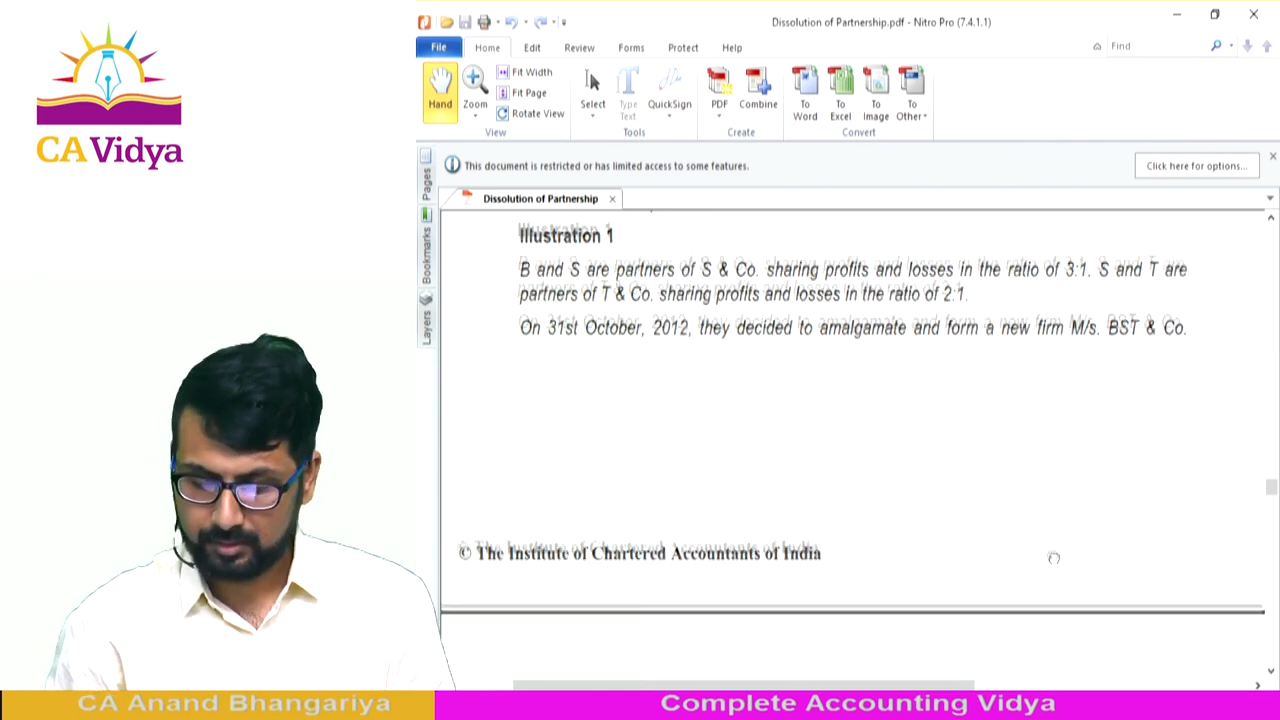 CA Vidya
Dissolution of Partnership.pdf - Nitro Pro (7.4.1.1)
File Home Edit Review Forms Protect Help
Find
Hand
Zoom
Fit Width
Fit Page
Rotate View
View
Select
Type Text
QuickSign
Tools
PDF
Combine
Create
To Word
To Excel
To Image
To Other
Convert
This document is restricted or has limited access to some features.
Click here for options...
Pages
Bookmarks
Layers
Dissolution of Partnership
Illustration 1
B and S are partners of S & Co. sharing profits and losses in the ratio of 3:1. S and T are
partners of T & Co. sharing profits and losses in the ratio of 2:1.
On 31st October, 2012, they decided to amalgamate and form a new firm M/s. BST & Co.
© The Institute of Chartered Accountants of India
CA Anand Bhangariya
Complete Accounting Vidya